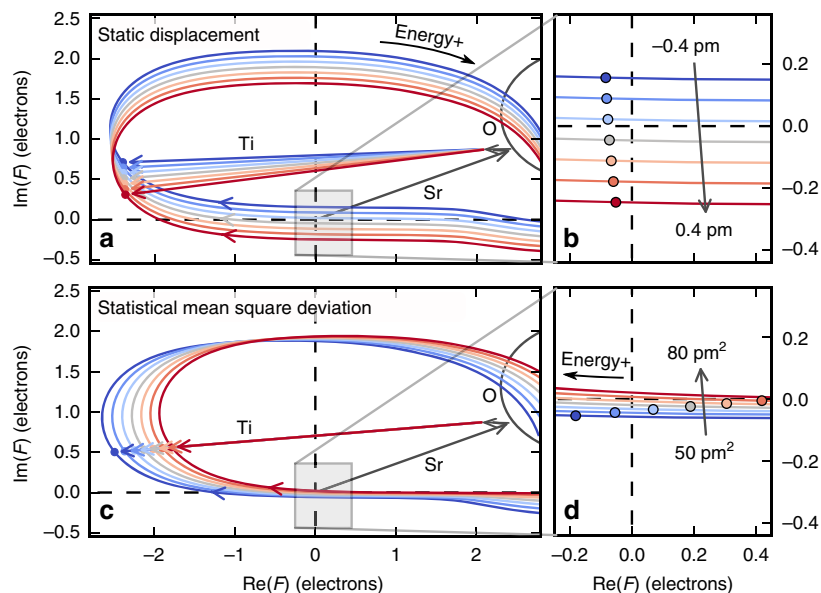 Static displacement
Energy+
2.5
2.0
1.5
1.0
0.5
0.0
−0.5
Im(F) (electrons)
Ti
O
Sr
a
−0.4 pm
0.4 pm
b
0.2
0.0
−0.2
−0.4
Im(F) (electrons)
Statistical mean square deviation
2.5
2.0
1.5
1.0
0.5
0.0
−0.5
Ti
O
Sr
c
Energy+
80 pm²
50 pm²
d
0.2
0.0
−0.2
−0.4
−2 −1 0 1 2
Re(F) (electrons)
−0.2 0.0 0.2 0.4
Re(F) (electrons)